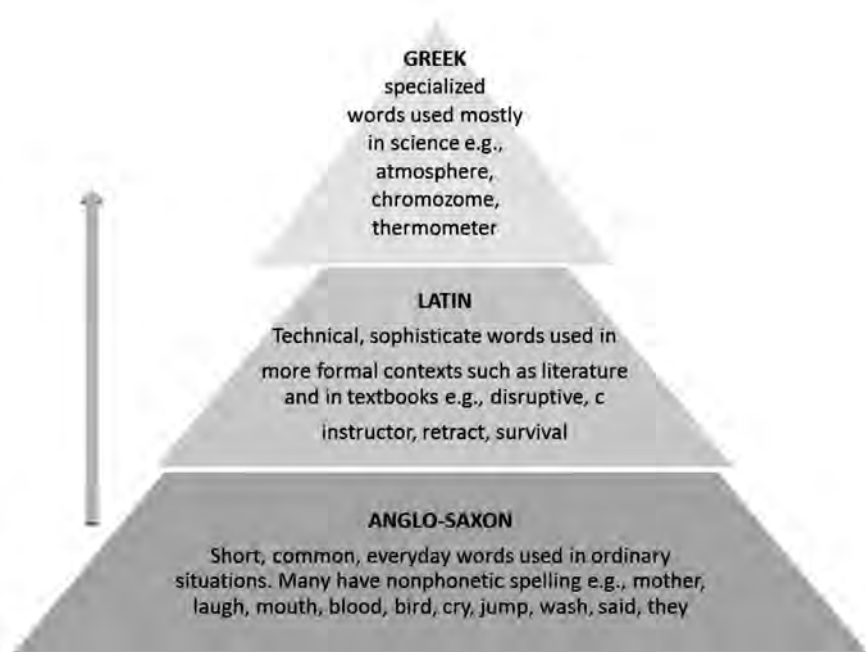 GREEK
specialized
words used mostly
in science e.g.,
atmosphere,
chromozome,
thermometer
LATIN
Technical, sophisticate words used in
more formal contexts such as literature
and in textbooks e.g., disruptive, c
instructor, retract, survival
ANGLO-SAXON
Short, common, everyday words used in ordinary
situations. Many have nonphonetic spelling e.g., mother,
laugh, mouth, blood, bird, cry, jump, wash, said, they